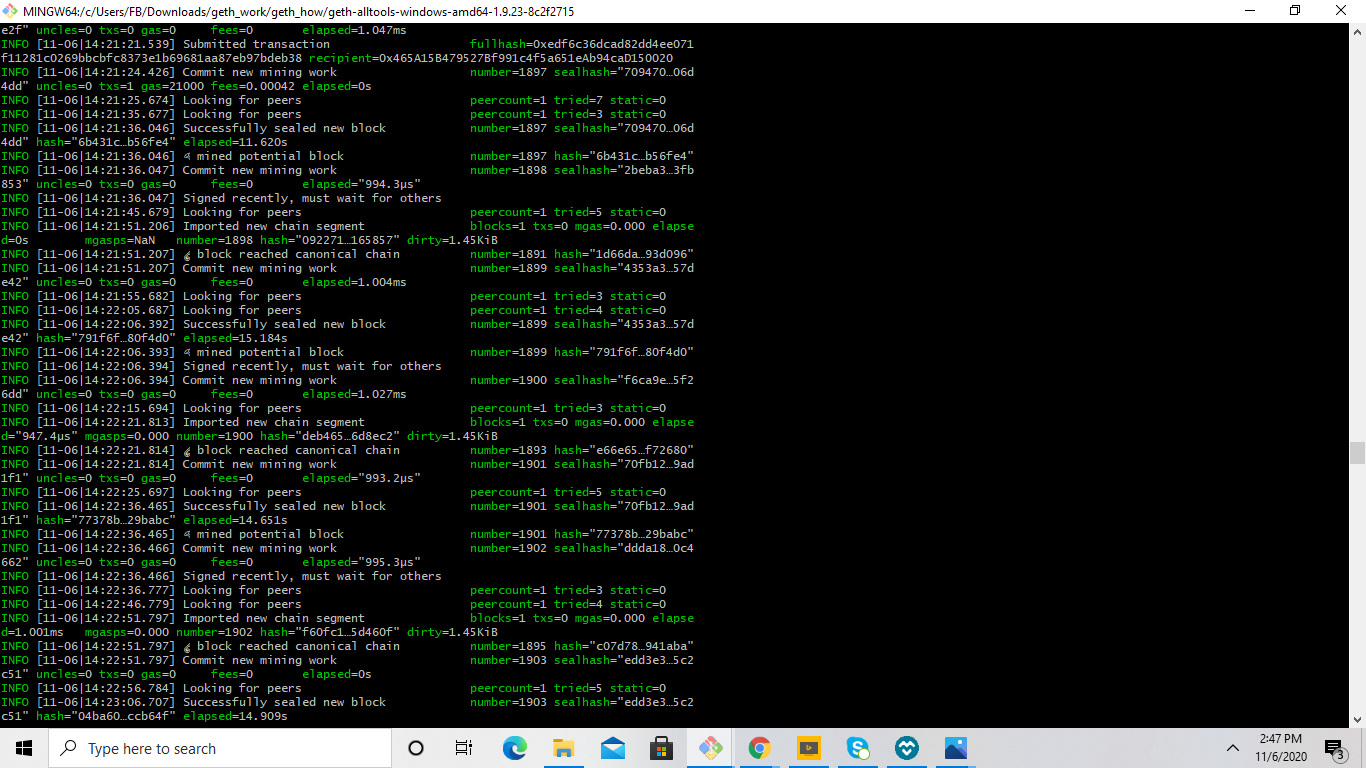 MINGW64:/c/Users/FB/Downloads/geth_work/geth_how/geth-alltools-windows-amd64-1.9.23-8c2f2715
e2f" uncles=0 txs=0 gas=0 fees=0 elapsed=1.047ms
INFO [11-06|14:21:21.539] Submitted transaction fullhash=0xedf6c36dcad82dd4ee071
f11281c0269bbcbfc8373e1b69681aa87eb97bdeb38 recipient=0x465A15B479527Bf991c4f5a651eAb94caD150020
INFO [11-06|14:21:24.426] Commit new mining work number=1897 sealhash="709470…06d
4dd" uncles=0 txs=1 gas=21000 fees=0.00042 elapsed=0s
INFO [11-06|14:21:25.674] Looking for peers peercount=1 tried=7 static=0
INFO [11-06|14:21:35.677] Looking for peers peercount=1 tried=3 static=0
INFO [11-06|14:21:36.046] Successfully sealed new block number=1897 sealhash="709470…06d
4dd" hash="6b431c…b56fe4" elapsed=11.620s
INFO [11-06|14:21:36.046] mined potential block number=1897 hash="6b431c…b56fe4"
INFO [11-06|14:21:36.047] Commit new mining work number=1898 sealhash="2beba3…3fb
853" uncles=0 txs=0 gas=0 fees=0 elapsed="994.3µs"
INFO [11-06|14:21:36.047] Signed recently, must wait for others
INFO [11-06|14:21:45.679] Looking for peers peercount=1 tried=5 static=0
INFO [11-06|14:21:51.206] Imported new chain segment blocks=1 txs=0 mgas=0.000 elapse
d=0s mgasps=NaN number=1898 hash="092271…165857" dirty=1.45KiB
INFO [11-06|14:21:51.207] block reached canonical chain number=1891 hash="1d66da…93d096"
INFO [11-06|14:21:51.207] Commit new mining work number=1899 sealhash="4353a3…57d
e42" uncles=0 txs=0 gas=0 fees=0 elapsed=1.004ms
INFO [11-06|14:21:55.682] Looking for peers peercount=1 tried=3 static=0
INFO [11-06|14:22:05.687] Looking for peers peercount=1 tried=4 static=0
INFO [11-06|14:22:06.392] Successfully sealed new block number=1899 sealhash="4353a3…57d
e42" hash="791f6f…80f4d0" elapsed=15.184s
INFO [11-06|14:22:06.393] mined potential block number=1899 hash="791f6f…80f4d0"
INFO [11-06|14:22:06.394] Signed recently, must wait for others
INFO [11-06|14:22:06.394] Commit new mining work number=1900 sealhash="f6ca9e…5f2
6dd" uncles=0 txs=0 gas=0 fees=0 elapsed=1.027ms
INFO [11-06|14:22:15.694] Looking for peers peercount=1 tried=3 static=0
INFO [11-06|14:22:21.813] Imported new chain segment blocks=1 txs=0 mgas=0.000 elapse
d="947.4µs" mgasps=0.000 number=1900 hash="deb465…6d8ec2" dirty=1.45KiB
INFO [11-06|14:22:21.814] block reached canonical chain number=1893 hash="e66e65…f72680"
INFO [11-06|14:22:21.814] Commit new mining work number=1901 sealhash="70fb12…9ad
1f1" uncles=0 txs=0 gas=0 fees=0 elapsed="993.2µs"
INFO [11-06|14:22:25.697] Looking for peers peercount=1 tried=5 static=0
INFO [11-06|14:22:36.465] Successfully sealed new block number=1901 sealhash="70fb12…9ad
1f1" hash="77378b…29babc" elapsed=14.651s
INFO [11-06|14:22:36.465] mined potential block number=1901 hash="77378b…29babc"
INFO [11-06|14:22:36.466] Commit new mining work number=1902 sealhash="ddda18…0c4
662" uncles=0 txs=0 gas=0 fees=0 elapsed="995.3µs"
INFO [11-06|14:22:36.466] Signed recently, must wait for others
INFO [11-06|14:22:36.777] Looking for peers peercount=1 tried=3 static=0
INFO [11-06|14:22:46.779] Looking for peers peercount=1 tried=4 static=0
INFO [11-06|14:22:51.797] Imported new chain segment blocks=1 txs=0 mgas=0.000 elapse
d=1.001ms mgasps=0.000 number=1902 hash="f60fc1…5d460f" dirty=1.45KiB
INFO [11-06|14:22:51.797] block reached canonical chain number=1895 hash="c07d78…941aba"
INFO [11-06|14:22:51.797] Commit new mining work number=1903 sealhash="edd3e3…5c2
c51" uncles=0 txs=0 gas=0 fees=0 elapsed=0s
INFO [11-06|14:22:56.784] Looking for peers peercount=1 tried=5 static=0
INFO [11-06|14:23:06.707] Successfully sealed new block number=1903 sealhash="edd3e3…5c2
c51" hash="04ba60…ccb64f" elapsed=14.909s
Type here to search
2:47 PM
11/6/2020
3